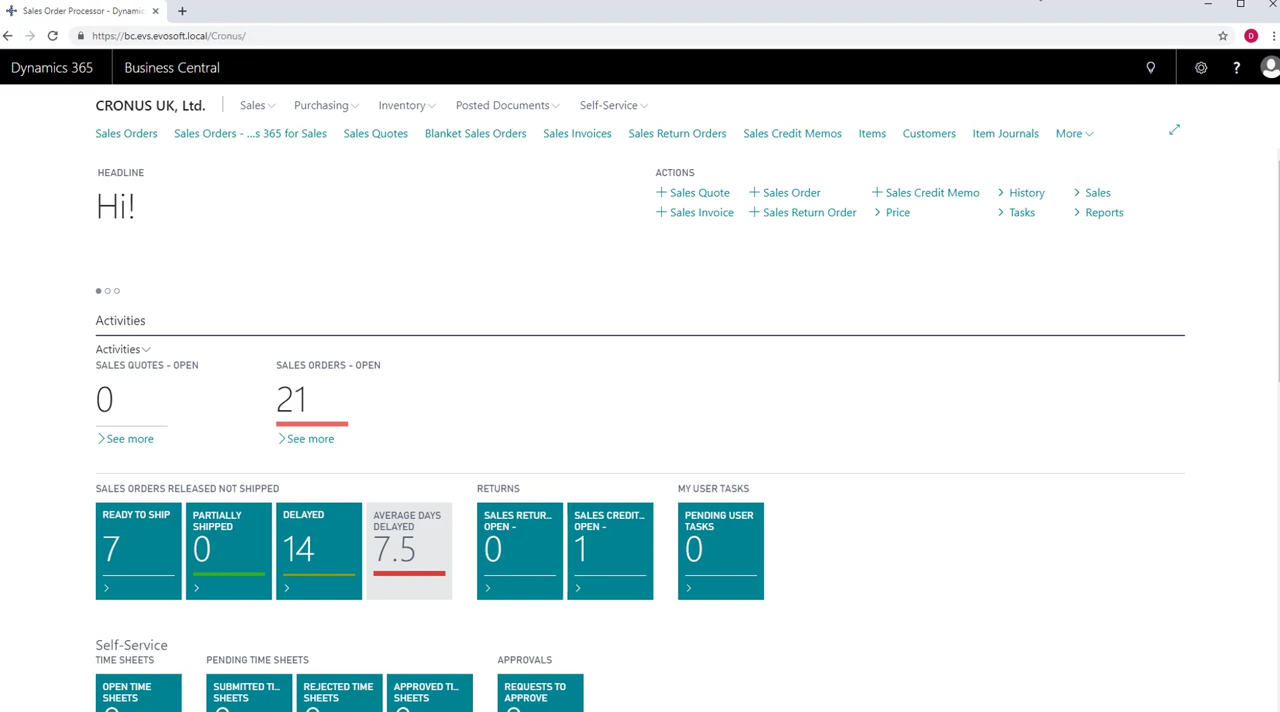 Sales Order Processor - Dynamic
https://bc.evs.evosoft.local/Cronus/
D
Dynamics 365
Business Central
?
CRONUS UK, Ltd.
Sales
Purchasing
Inventory
Posted Documents
Self-Service
Sales Orders
Sales Orders - ...s 365 for Sales
Sales Quotes
Blanket Sales Orders
Sales Invoices
Sales Return Orders
Sales Credit Memos
Items
Customers
Item Journals
More
HEADLINE
Hi!
ACTIONS
+ Sales Quote
+ Sales Order
+ Sales Credit Memo
> History
> Sales
+ Sales Invoice
+ Sales Return Order
> Price
> Tasks
> Reports
Activities
Activities
SALES QUOTES - OPEN
0
>See more
SALES ORDERS - OPEN
21
>See more
SALES ORDERS RELEASED NOT SHIPPED
READY TO SHIP
7
PARTIALLY
SHIPPED
0
DELAYED
14
AVERAGE DAYS
DELAYED
7.5
RETURNS
SALES RETUR...
OPEN -
0
SALES CREDIT...
OPEN -
1
MY USER TASKS
PENDING USER
TASKS
0
Self-Service
TIME SHEETS
OPEN TIME
SHEETS
PENDING TIME SHEETS
SUBMITTED TI...
SHEETS
REJECTED TIME
SHEETS
APPROVED TI...
SHEETS
APPROVALS
REQUESTS TO
APPROVE